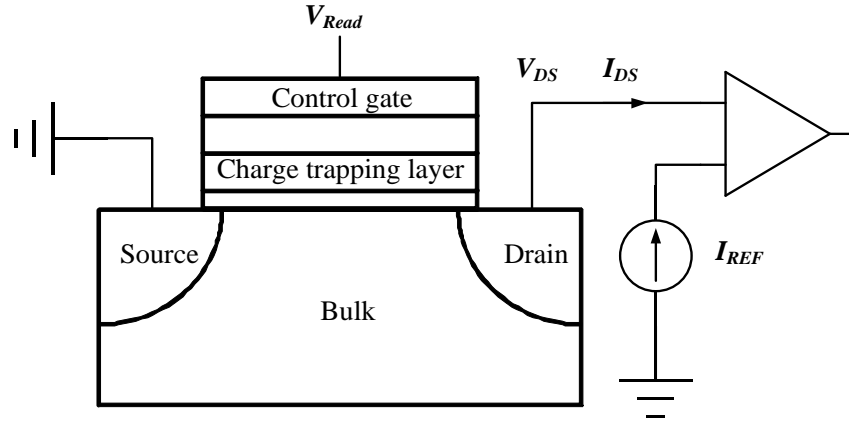 V_Read
V_DS I_DS
Control gate
Charge trapping layer
Source
Drain
I_REF
Bulk